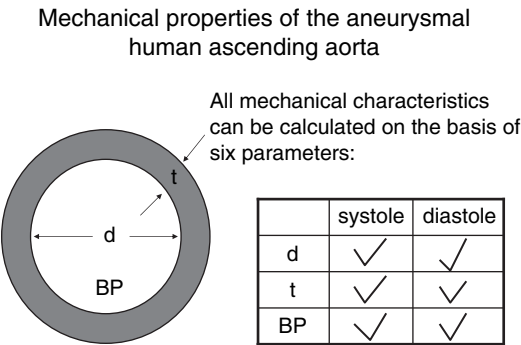 Mechanical properties of the aneurysmal
human ascending aorta
All mechanical characteristics
can be calculated on the basis of
six parameters:
t
d
BP
systole diastole
d ✓ ✓
t ✓ ✓
BP ✓ ✓